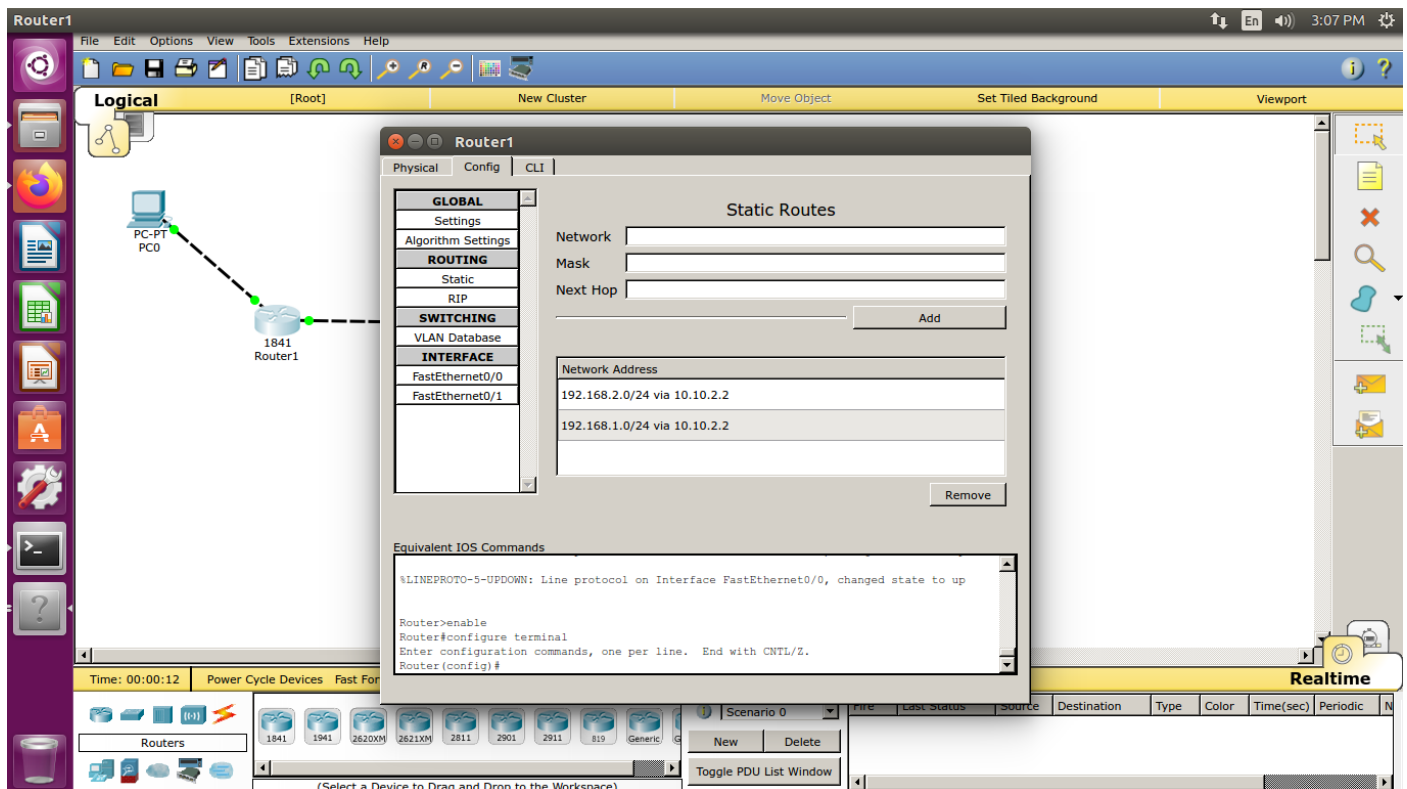 Router1
En
3:07 PM
File Edit Options View Tools Extensions Help
Logical
[Root]
New Cluster
Move Object
Set Tiled Background
Viewport
PC-PT
PC0
1841
Router1
Router1
Physical
Config
CLI
GLOBAL
Settings
Algorithm Settings
ROUTING
Static
RIP
SWITCHING
VLAN Database
INTERFACE
FastEthernet0/0
FastEthernet0/1
Static Routes
Network
Mask
Next Hop
Add
Network Address
192.168.2.0/24 via 10.10.2.2
192.168.1.0/24 via 10.10.2.2
Remove
Equivalent IOS Commands
%LINEPROTO-5-UPDOWN: Line protocol on Interface FastEthernet0/0, changed state to up
Router>enable
Router#configure terminal
Enter configuration commands, one per line. End with CNTL/Z.
Router(config)#
Time: 00:00:12
Power Cycle Devices Fast For
Realtime
Routers
1841
1941
2620XM
2621XM
2811
2901
2911
819
Generic
G
(Select a Device to Drag and Drop to the Workspace)
Scenario 0
New
Delete
Toggle PDU List Window
Fire
Last Status
Source
Destination
Type
Color
Time(sec)
Periodic
N